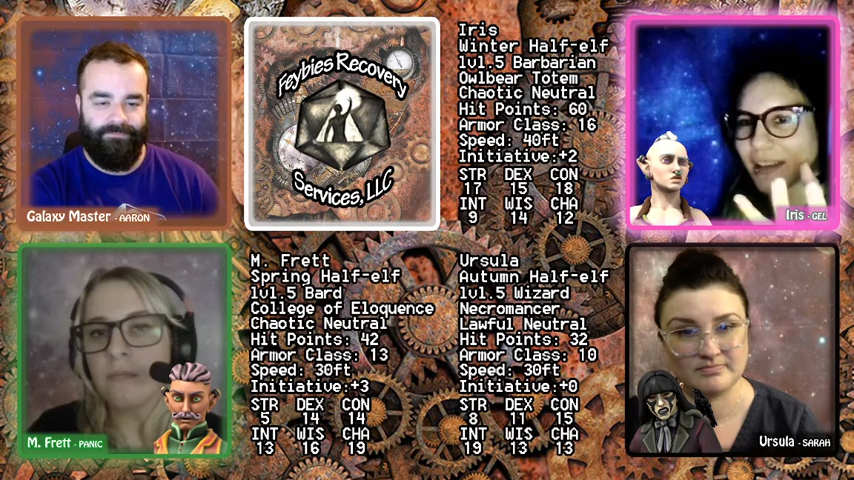 Galaxy Master - AARON
Feybies Recovery
Services, LLC
Iris
Winter Half-elf
lvl.5 Barbarian
Owlbear Totem
Chaotic Neutral
Hit Points: 60
Armor Class: 16
Speed: 40ft
Initiative:+2
STR DEX CON
17 15 18
INT WIS CHA
9 14 12
Iris - GEL
M. Frett - PANIC
M. Frett
Spring Half-elf
lvl.5 Bard
College of Eloquence
Chaotic Neutral
Hit Points: 42
Armor Class: 13
Speed: 30ft
Initiative:+3
STR DEX CON
5 14 14
INT WIS CHA
13 16 19
Ursula
Autumn Half-elf
lvl.5 Wizard
Necromancer
Lawful Neutral
Hit Points: 32
Armor Class: 10
Speed: 30ft
Initiative:+0
STR DEX CON
8 11 15
INT WIS CHA
19 13 13
Ursula - SARAH